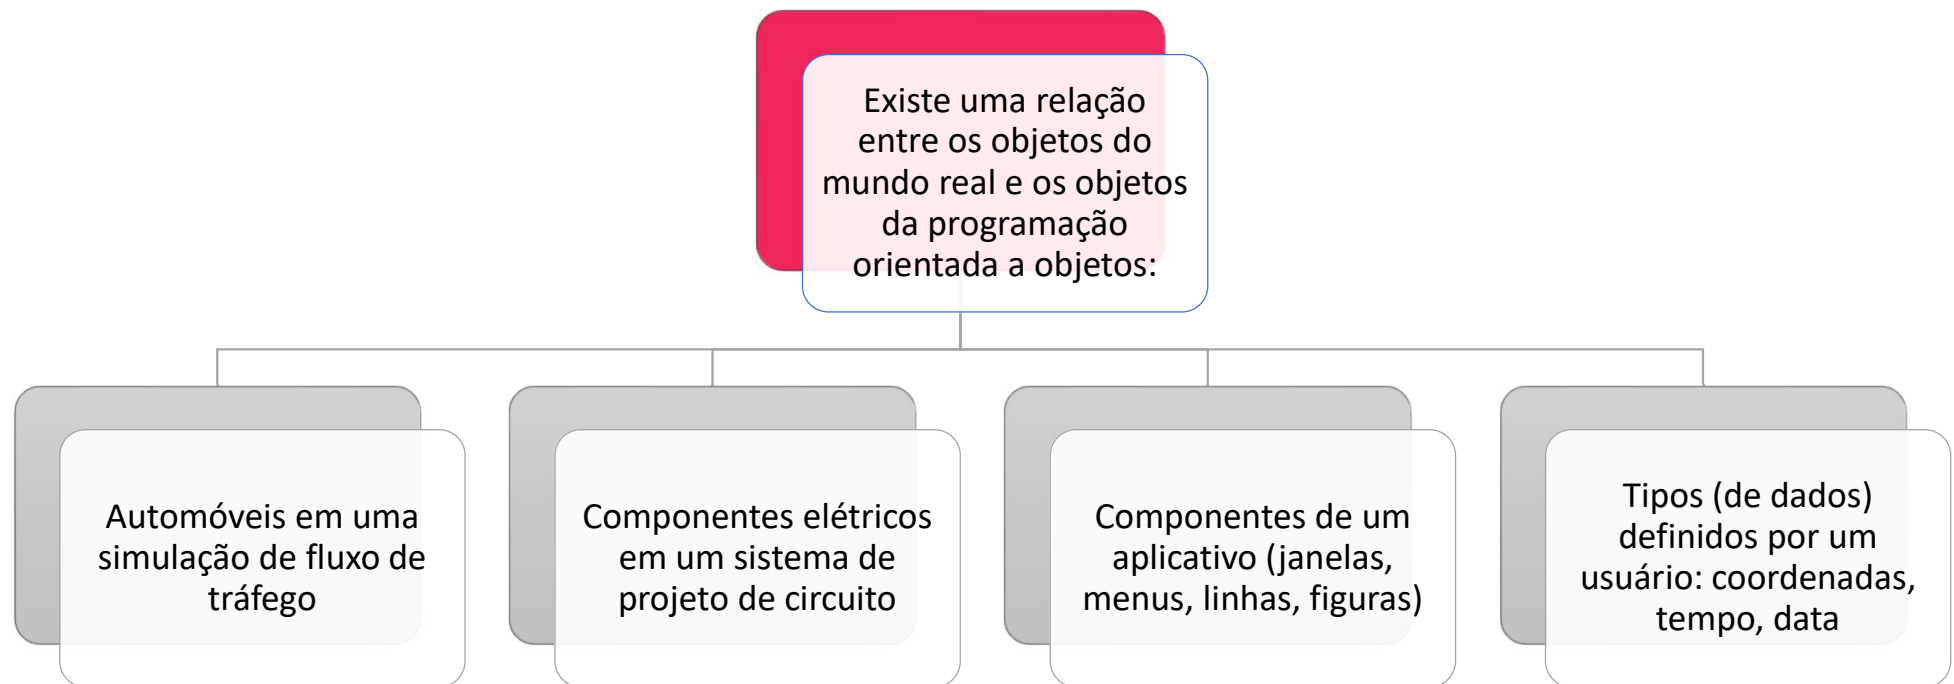 Existe uma relação
entre os objetos do
mundo real e os objetos
da programação
orientada a objetos:
Automóveis em uma
simulação de fluxo de
tráfego
Componentes elétricos
em um sistema de
projeto de circuito
Componentes de um
aplicativo (janelas,
menus, linhas, figuras)
Tipos (de dados)
definidos por um
usuário: coordenadas,
tempo, data